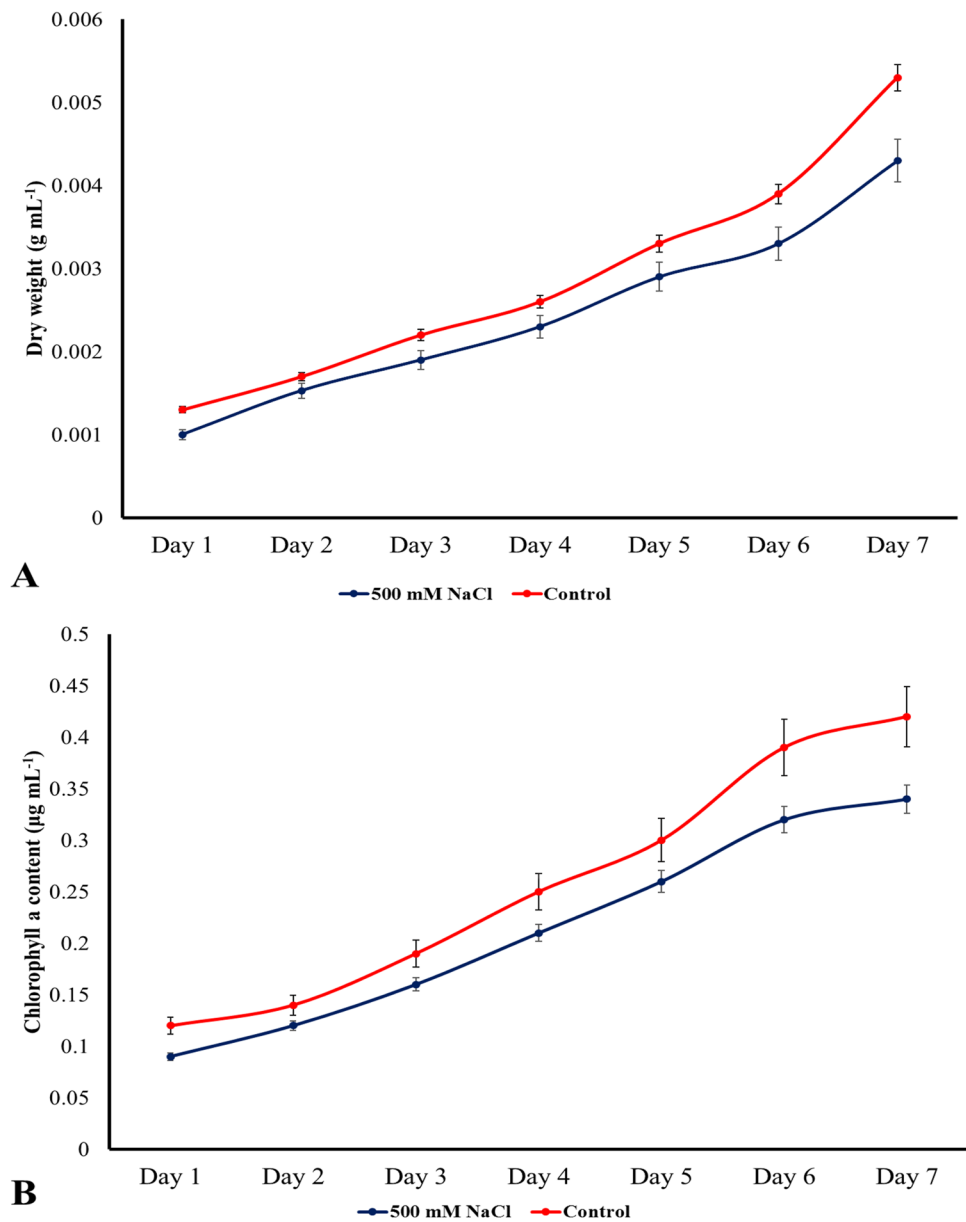 0.006
0.005
0.004
0.003
0.002
0.001
0
Dry weight (g mL-1)
Day 1 Day 2 Day 3 Day 4 Day 5 Day 6 Day 7
A
500 mM NaCl Control
0.5
0.45
0.4
0.35
0.3
0.25
0.2
0.15
0.1
0.05
0
Chlorophyll a content (µg mL-1)
Day 1 Day 2 Day 3 Day 4 Day 5 Day 6 Day 7
B
500 mM NaCl Control